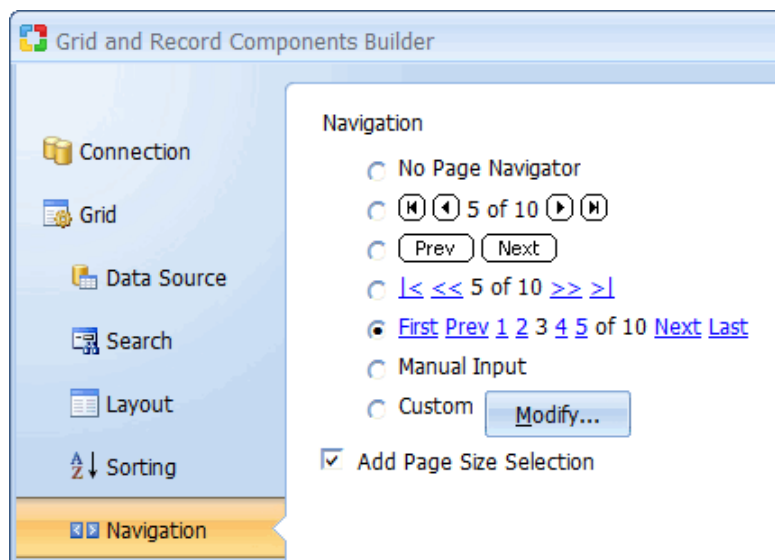 Grid and Record Components Builder
Connection
Grid
Data Source
Search
Layout
Sorting
Navigation
Navigation
No Page Navigator
5 of 10
Prev Next
|< << 5 of 10 >> >|
First Prev 1 2 3 4 5 of 10 Next Last
Manual Input
Custom Modify...
Add Page Size Selection